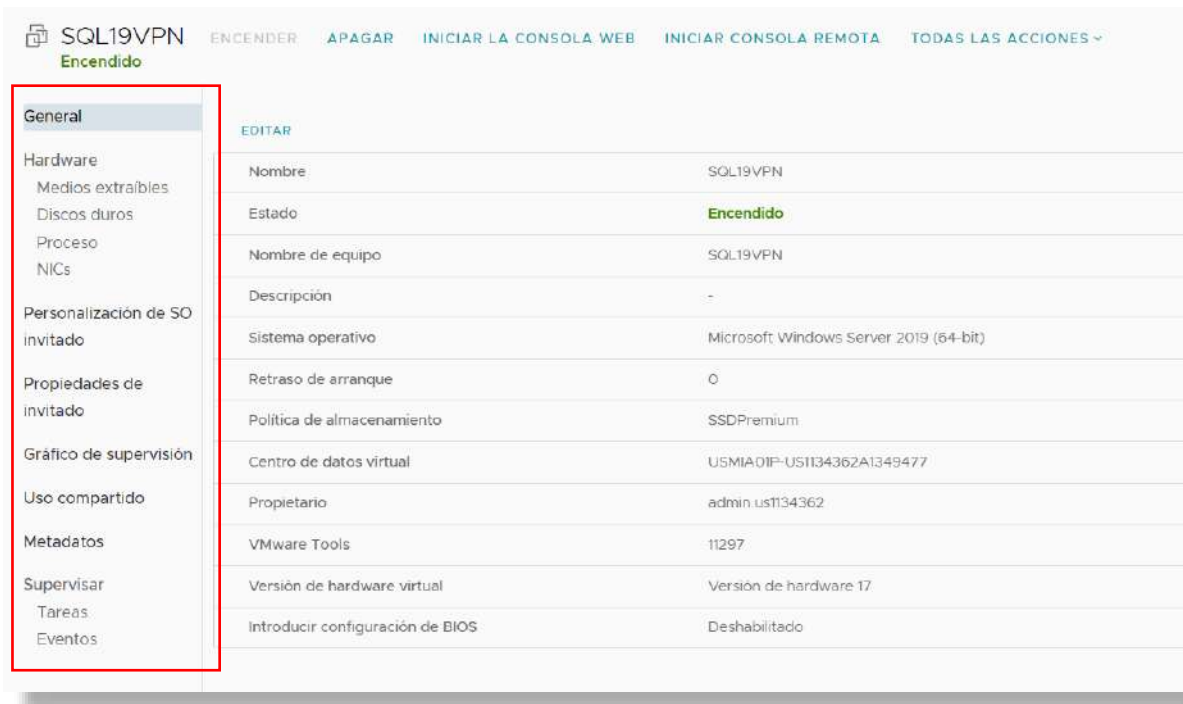 SQL19VPN ENCENDER APAGAR INICIAR LA CONSOLA WEB INICIAR CONSOLA REMOTA TODAS LAS ACCIONES
Encendido
General
Hardware
Medios extraíbles
Discos duros
Proceso
NICs
Personalización de SO
invitado
Propiedades de
invitado
Gráfico de supervisión
Uso compartido
Metadatos
Supervisar
Tareas
Eventos
EDITAR
Nombre SQL19VPN
Estado Encendido
Nombre de equipo SQL19VPN
Descripción -
Sistema operativo Microsoft Windows Server 2019 (64-bit)
Retraso de arranque 0
Política de almacenamiento SSDPremium
Centro de datos virtual USMIA01P-US1134362A1349477
Propietario admin.us1134362
VMware Tools 11297
Versión de hardware virtual Versión de hardware 17
Introducir configuración de BIOS Deshabilitado